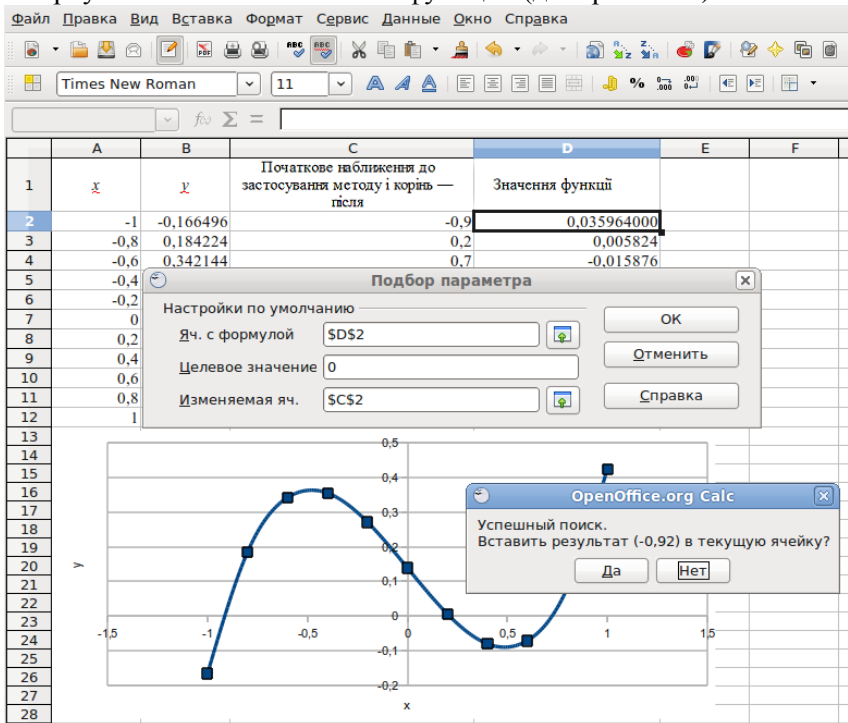 Файл Правка Вид Вставка Формат Сервис Данные Окно Справка
Times New Roman 11
A B C D E F
1 x y Початкове наближення до
застосування методу і корінь —
після
Значення функції
2 -1 -0,166496 -0,9 0,035964000
3 -0,8 0,184224 0,2 0,005824
4 -0,6 0,342144 0,7 -0,015876
5 -0,4
6 -0,2
7 0
8 0,2
9 0,4
10 0,6
11 0,8
12 1
Подбор параметра
Настройки по умолчанию
Яч. с формулой $D$2
Целевое значение 0
Изменяемая яч. $C$2
ОК
Отменить
Справка
13
14
15
16
17
18
19
20
21
22
23
24
25
26
27
28
0,5
0,4
0,3
0,2
0,1
0
-0,1
-0,2
-1,5 -1 -0,5 0 0,5 1 1,5
y
x
OpenOffice.org Calc
Успешный поиск.
Вставить результат (-0,92) в текущую ячейку?
Да Нет